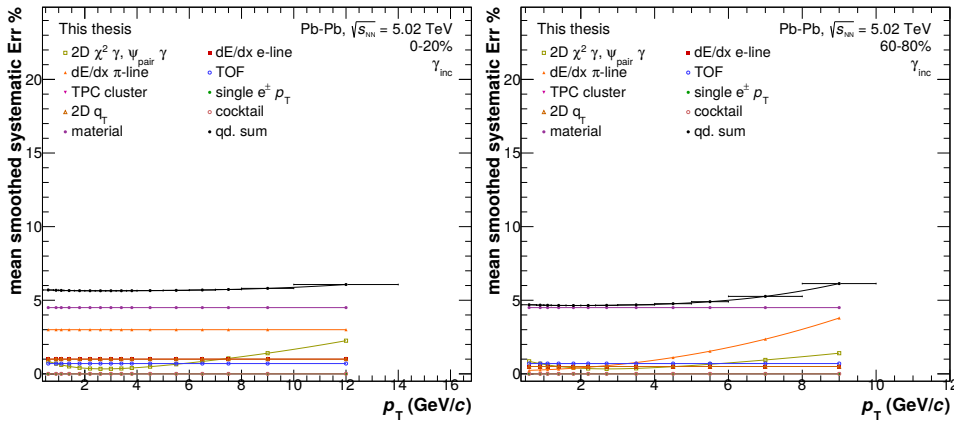 mean smoothed systematic Err %
This thesis
Pb-Pb, √s_NN = 5.02 TeV
0-20%
γ_inc
2D χ² γ, ψ_pair γ
dE/dx e-line
dE/dx π-line
TOF
TPC cluster
single e^± p_T
2D q_T
cocktail
material
qd. sum
20
15
10
5
0
2 4 6 8 10 12 14 16
p_T (GeV/c)
mean smoothed systematic Err %
This thesis
Pb-Pb, √s_NN = 5.02 TeV
60-80%
γ_inc
2D χ² γ, ψ_pair γ
dE/dx e-line
dE/dx π-line
TOF
TPC cluster
single e^± p_T
2D q_T
cocktail
material
qd. sum
20
15
10
5
0
2 4 6 8 10 12
p_T (GeV/c)